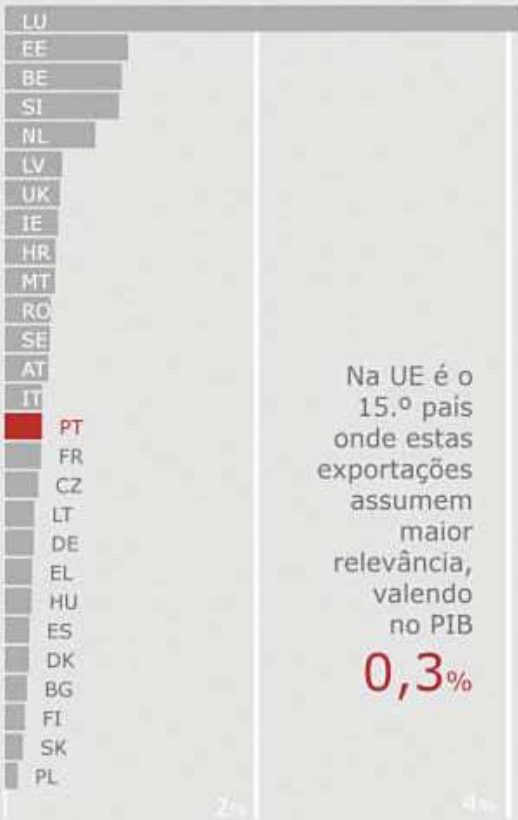 LU
EE
BE
SI
NL
LV
UK
IE
HR
MT
RO
SE
AT
IT
PT
FR
CZ
LT
DE
EL
HU
ES
DK
BG
FI
SK
PL
Na UE é o
15.º país
onde estas
exportações
assumem
maior
relevância,
valendo
no PIB
0,3%
2%
4%